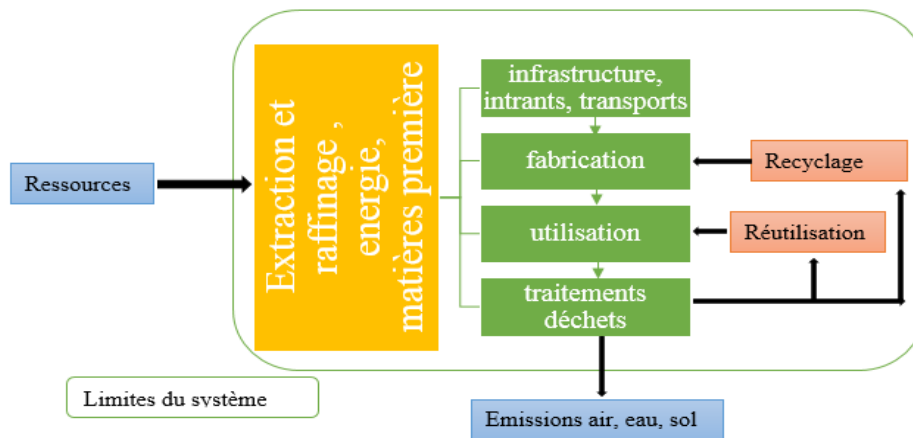 Ressources
Extraction et
raffinage ,
energie,
matières première
infrastructure,
intrants, transports
fabrication
utilisation
traitements
déchets
Recyclage
Réutilisation
Limites du système
Emissions air, eau, sol